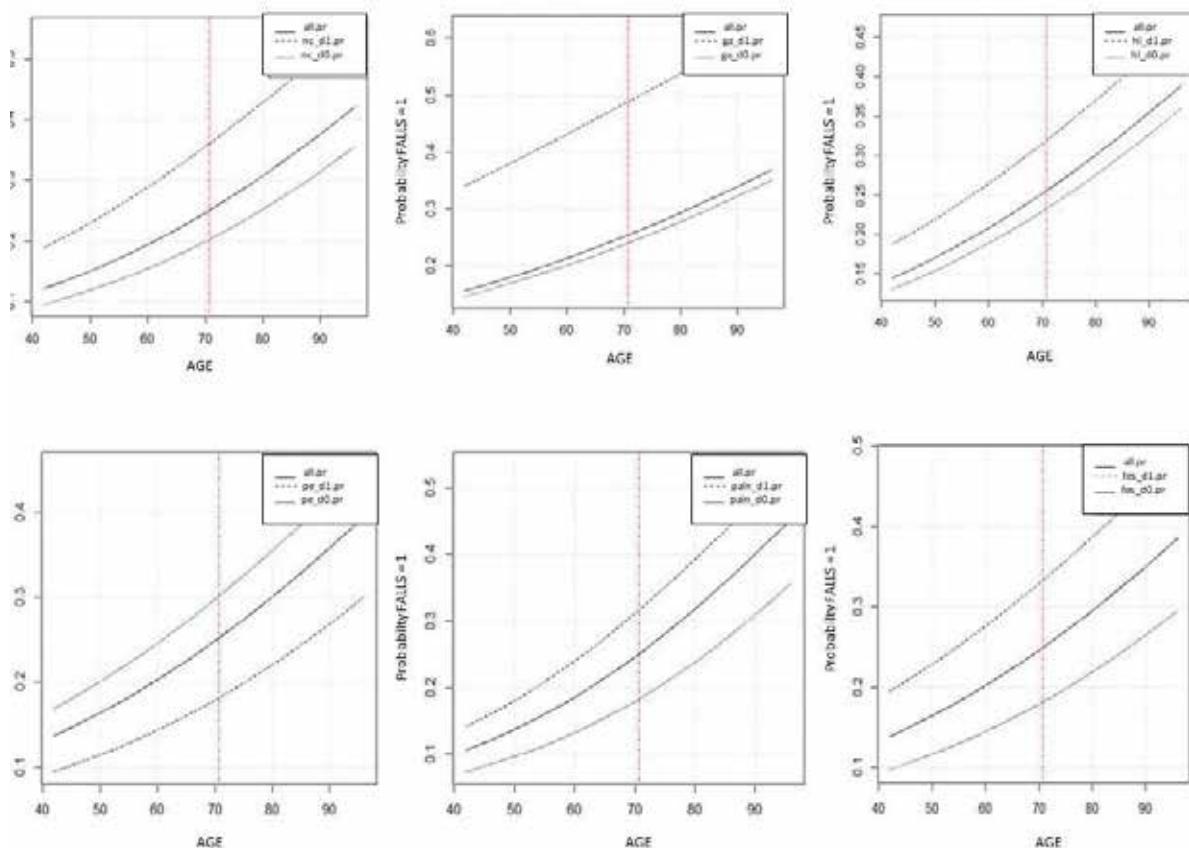 all.pr
nc_d1.pr
nc_d0.pr
40 50 60 70 80 90
AGE
Probability FALLS = 1
0.6
0.5
0.4
0.3
0.2
all.pr
gs_d1.pr
gs_d0.pr
40 50 60 70 80 90
AGE
0.45
0.40
0.35
0.30
0.25
0.20
0.15
all.pr
hl_d1.pr
hl_d0.pr
40 50 60 70 80 90
AGE
0.4
0.3
0.2
0.1
all.pr
pe_d1.pr
pe_d0.pr
40 50 60 70 80 90
AGE
Probability FALLS = 1
0.5
0.4
0.3
0.2
0.1
all.pr
pain_d1.pr
pain_d0.pr
40 50 60 70 80 90
AGE
Probability FALLS = 1
0.5
0.4
0.3
0.2
0.1
all.pr
40 50 60 70 80 90
AGE